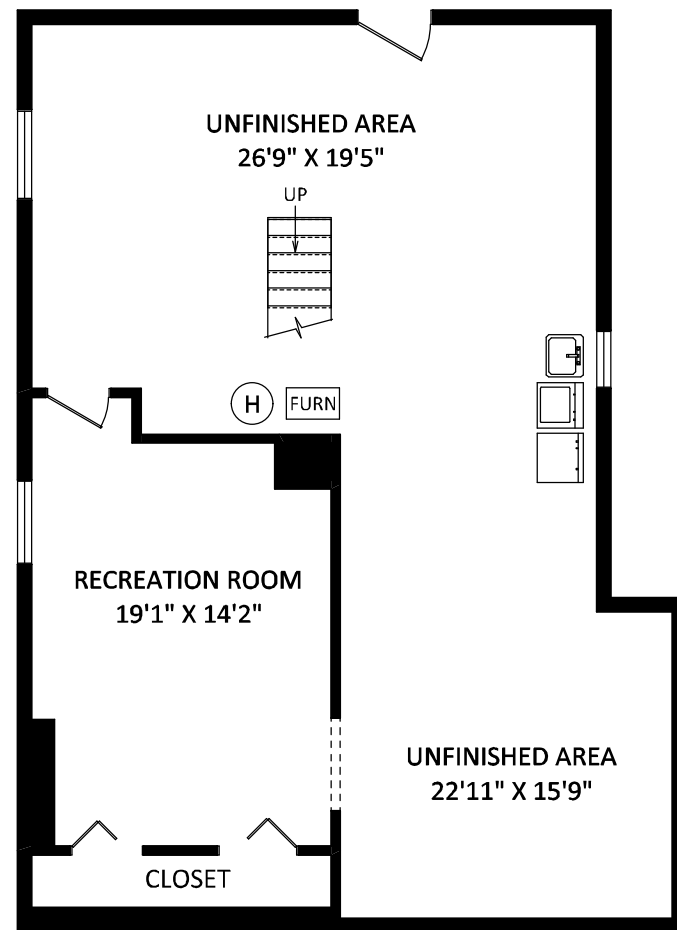 UNFINISHED AREA
26'9" X 19'5"
UP
H
FURN
RECREATION ROOM
19'1" X 14'2"
UNFINISHED AREA
22'11" X 15'9"
CLOSET